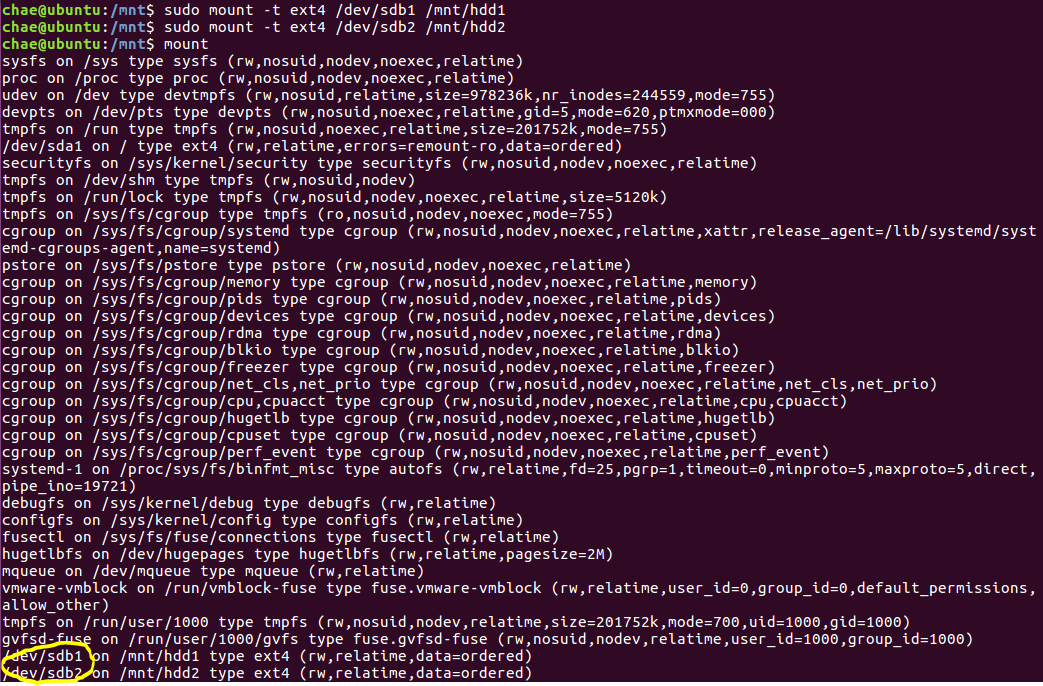 chae@ubuntu:/mnt$ sudo mount -t ext4 /dev/sdb1 /mnt/hdd1
chae@ubuntu:/mnt$ sudo mount -t ext4 /dev/sdb2 /mnt/hdd2
chae@ubuntu:/mnt$ mount
sysfs on /sys type sysfs (rw,nosuid,nodev,noexec,relatime)
proc on /proc type proc (rw,nosuid,nodev,noexec,relatime)
udev on /dev type devtmpfs (rw,nosuid,relatime,size=978236k,nr_inodes=244559,mode=755)
devpts on /dev/pts type devpts (rw,nosuid,noexec,relatime,gid=5,mode=620,ptmxmode=000)
tmpfs on /run type tmpfs (rw,nosuid,noexec,relatime,size=201752k,mode=755)
/dev/sda1 on / type ext4 (rw,relatime,errors=remount-ro,data=ordered)
securityfs on /sys/kernel/security type securityfs (rw,nosuid,nodev,noexec,relatime)
tmpfs on /dev/shm type tmpfs (rw,nosuid,nodev)
tmpfs on /run/lock type tmpfs (rw,nosuid,nodev,noexec,relatime,size=5120k)
tmpfs on /sys/fs/cgroup type tmpfs (ro,nosuid,nodev,noexec,mode=755)
cgroup on /sys/fs/cgroup/systemd type cgroup (rw,nosuid,nodev,noexec,relatime,xattr,release_agent=/lib/systemd/syst
emd-cgroups-agent,name=systemd)
pstore on /sys/fs/pstore type pstore (rw,nosuid,nodev,noexec,relatime)
cgroup on /sys/fs/cgroup/memory type cgroup (rw,nosuid,nodev,noexec,relatime,memory)
cgroup on /sys/fs/cgroup/pids type cgroup (rw,nosuid,nodev,noexec,relatime,pids)
cgroup on /sys/fs/cgroup/devices type cgroup (rw,nosuid,nodev,noexec,relatime,devices)
cgroup on /sys/fs/cgroup/rdma type cgroup (rw,nosuid,nodev,noexec,relatime,rdma)
cgroup on /sys/fs/cgroup/blkio type cgroup (rw,nosuid,nodev,noexec,relatime,blkio)
cgroup on /sys/fs/cgroup/freezer type cgroup (rw,nosuid,nodev,noexec,relatime,freezer)
cgroup on /sys/fs/cgroup/net_cls,net_prio type cgroup (rw,nosuid,nodev,noexec,relatime,net_cls,net_prio)
cgroup on /sys/fs/cgroup/cpu,cpuacct type cgroup (rw,nosuid,nodev,noexec,relatime,cpu,cpuacct)
cgroup on /sys/fs/cgroup/hugetlb type cgroup (rw,nosuid,nodev,noexec,relatime,hugetlb)
cgroup on /sys/fs/cgroup/cpuset type cgroup (rw,nosuid,nodev,noexec,relatime,cpuset)
cgroup on /sys/fs/cgroup/perf_event type cgroup (rw,nosuid,nodev,noexec,relatime,perf_event)
systemd-1 on /proc/sys/fs/binfmt_misc type autofs (rw,relatime,fd=25,pgrp=1,timeout=0,minproto=5,maxproto=5,direct,
pipe_ino=19721)
debugfs on /sys/kernel/debug type debugfs (rw,relatime)
configfs on /sys/kernel/config type configfs (rw,relatime)
fusectl on /sys/fs/fuse/connections type fusectl (rw,relatime)
hugetlbfs on /dev/hugepages type hugetlbfs (rw,relatime,pagesize=2M)
mqueue on /dev/mqueue type mqueue (rw,relatime)
vmware-vmblock on /run/vmblock-fuse type fuse.vmware-vmblock (rw,relatime,user_id=0,group_id=0,default_permissions,
allow_other)
tmpfs on /run/user/1000 type tmpfs (rw,nosuid,nodev,relatime,size=201752k,mode=700,uid=1000,gid=1000)
gvfsd-fuse on /run/user/1000/gvfs type fuse.gvfsd-fuse (rw,nosuid,nodev,relatime,user_id=1000,group_id=1000)
/dev/sdb1 on /mnt/hdd1 type ext4 (rw,relatime,data=ordered)
/dev/sdb2 on /mnt/hdd2 type ext4 (rw,relatime,data=ordered)